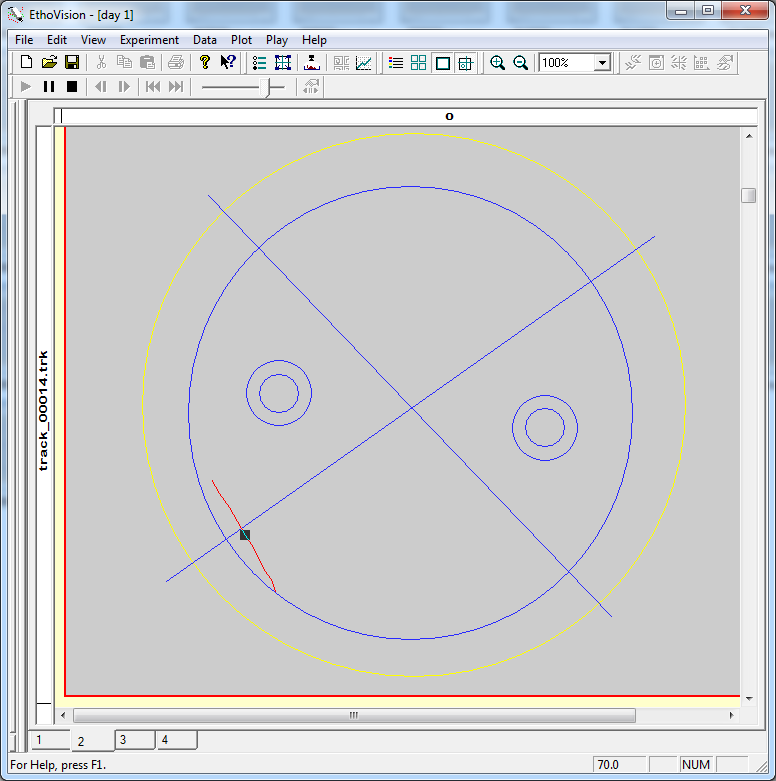 EthoVision - [day 1]
File Edit View Experiment Data Plot Play Help
100%
o
track_00014.trk
1 2 3 4
For Help, press F1.
70.0
NUM